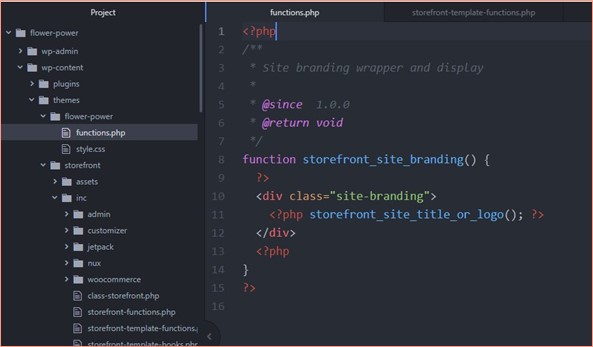 Project
flower-power
wp-admin
wp-content
plugins
themes
flower-power
functions.php
style.css
storefront
assets
inc
admin
customizer
jetpack
nux
woocommerce
class-storefront.php
storefront-functions.php
storefront-template-functions.p
storefront-template-hooks.php
functions.php
storefront-template-functions.php
1 <?php
2 /**
3 * Site branding wrapper and display
4 *
5 * @since 1.0.0
6 * @return void
7 */
8 function storefront_site_branding() {
9 ?>
10 <div class="site-branding">
11 <?php storefront_site_title_or_logo(); ?>
12 </div>
13 <?php
14 }
15 ?>
16